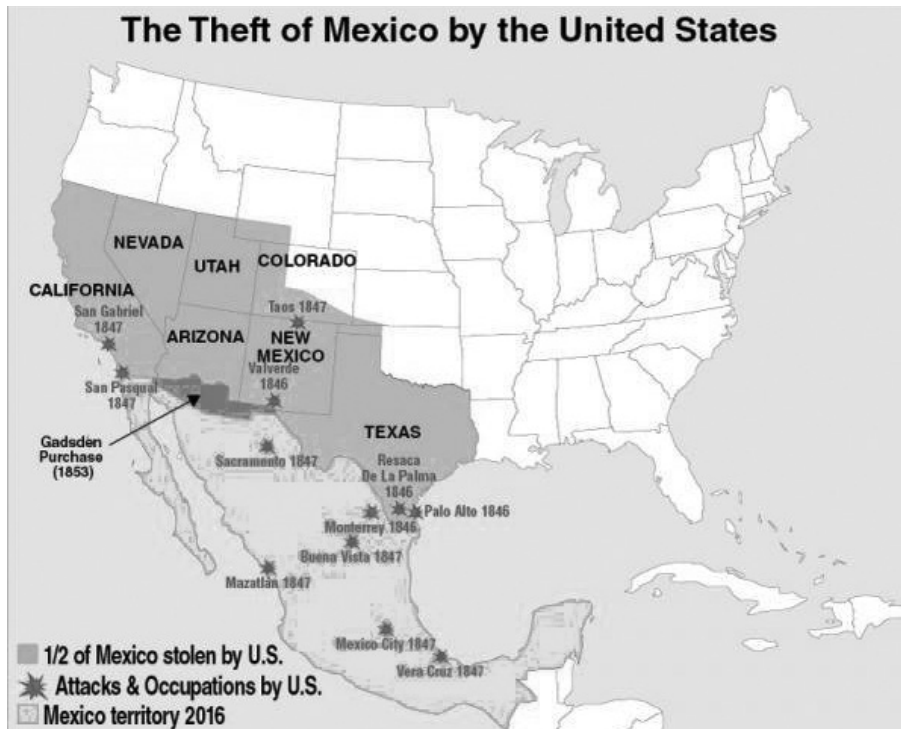 The Theft of Mexico by the United States
NEVADA
UTAH
COLORADO
CALIFORNIA
San Gabriel
1847
Taos 1847
ARIZONA
NEW
MEXICO
Valverde
1846
San Pasqual
1847
Gadsden
Purchase
(1853)
TEXAS
Sacramento 1847
Resaca
De La Palma
1846
Palo Alto 1846
Monterrey 1846
Buena Vista 1847
Mazatlán 1847
Mexico City 1847
Vera Cruz 1847
1/2 of Mexico stolen by U.S.
Attacks & Occupations by U.S.
Mexico territory 2016